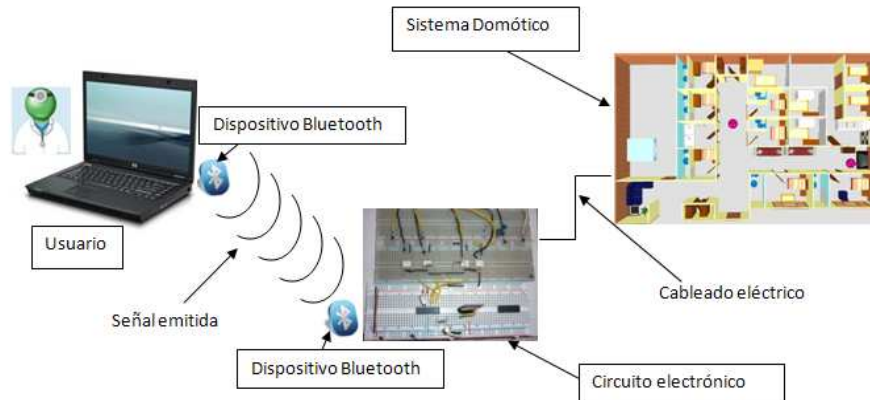 Sistema Domótico
Dispositivo Bluetooth
Usuario
Señal emitida
Cableado eléctrico
Dispositivo Bluetooth
Circuito electrónico